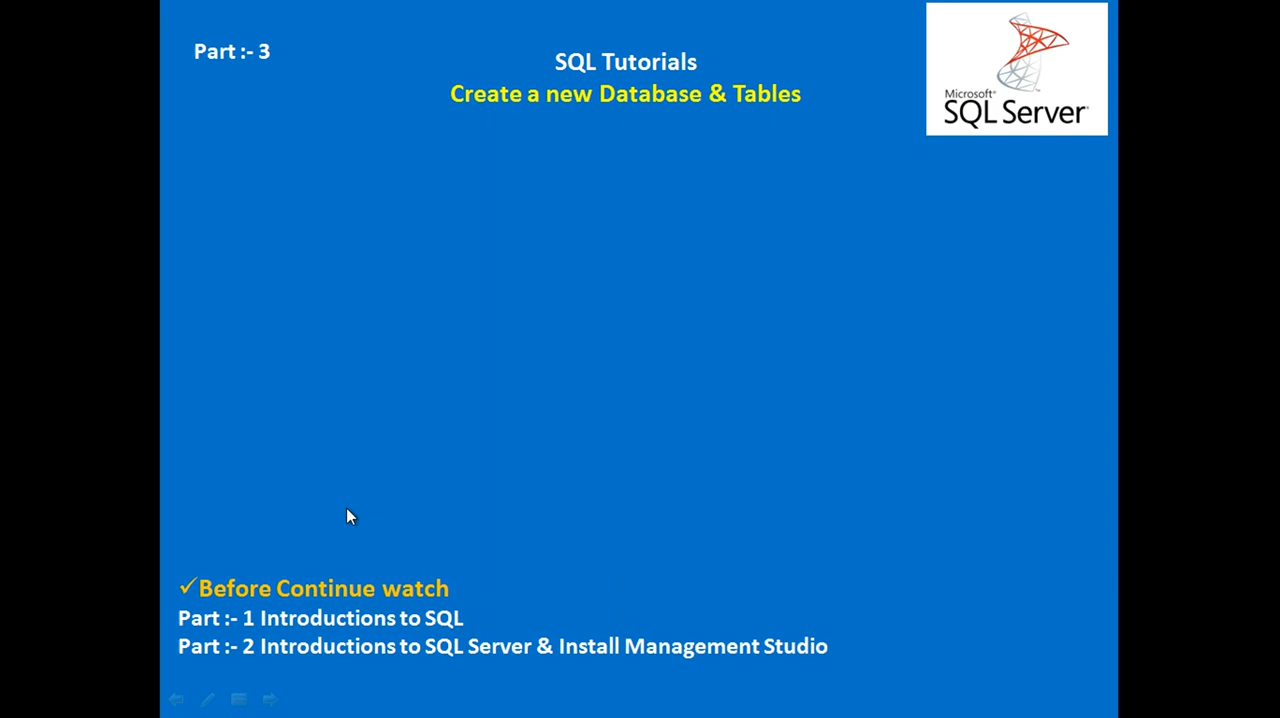 Part :- 3
SQL Tutorials
Create a new Database & Tables
Microsoft®
SQL Server®
✓Before Continue watch
Part :- 1 Introductions to SQL
Part :- 2 Introductions to SQL Server & Install Management Studio